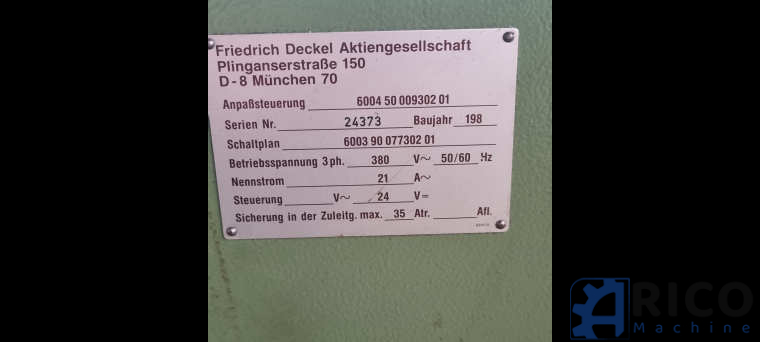 Friedrich Deckel Aktiengesellschaft
Plinganserstraße 150
D-8 München 70
Anpaßsteuerung 6004 50 009302 01
Serien Nr. 24373 Baujahr 198
Schaltplan 6003 90 077302 01
Betriebsspannung 3 ph. 380 V~ 50/60 Hz
Nennstrom 21 A~
Steuerung V~ 24 V=
Sicherung in der Zuleitg. max. 35 Atr. Afl.
ARICO
Machine